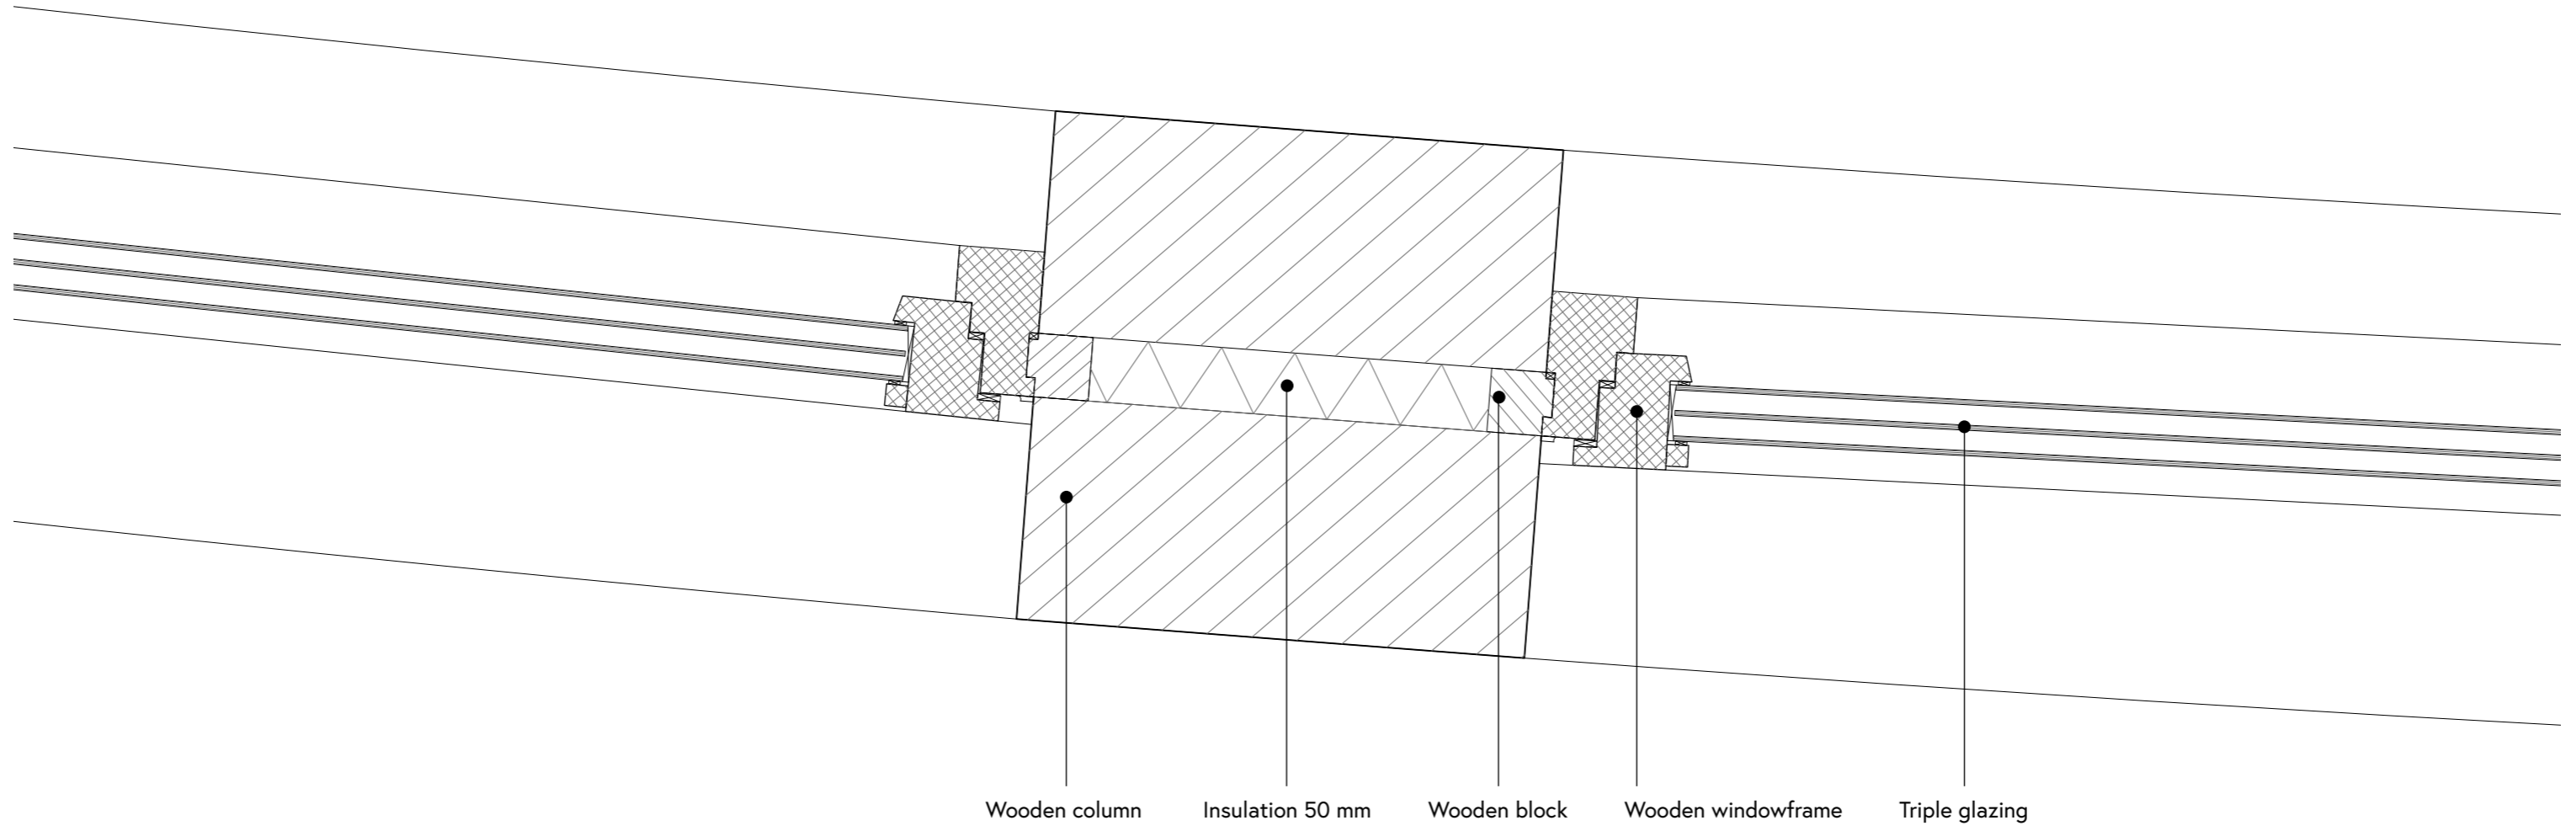 Wooden column
Insulation 50 mm
Wooden block
Wooden windowframe
Triple glazing